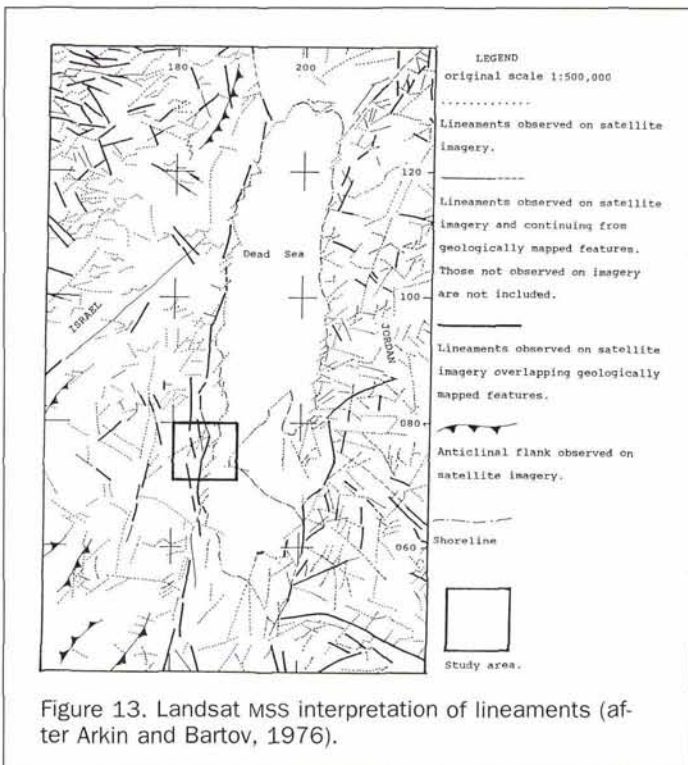 180
200
120
Dead Sea
100
ISRAEL
JORDAN
080
060
LEGEND
original scale 1:500,000
Lineaments observed on satellite
imagery.
Lineaments observed on satellite
imagery and continuing from
geologically mapped features.
Those not observed on imagery
are not included.
Lineaments observed on satellite
imagery overlapping geologically
mapped features.
Anticlinal flank observed on
satellite imagery.
Shoreline
Study area.
Figure 13. Landsat MSS interpretation of lineaments (af-
ter Arkin and Bartov, 1976).